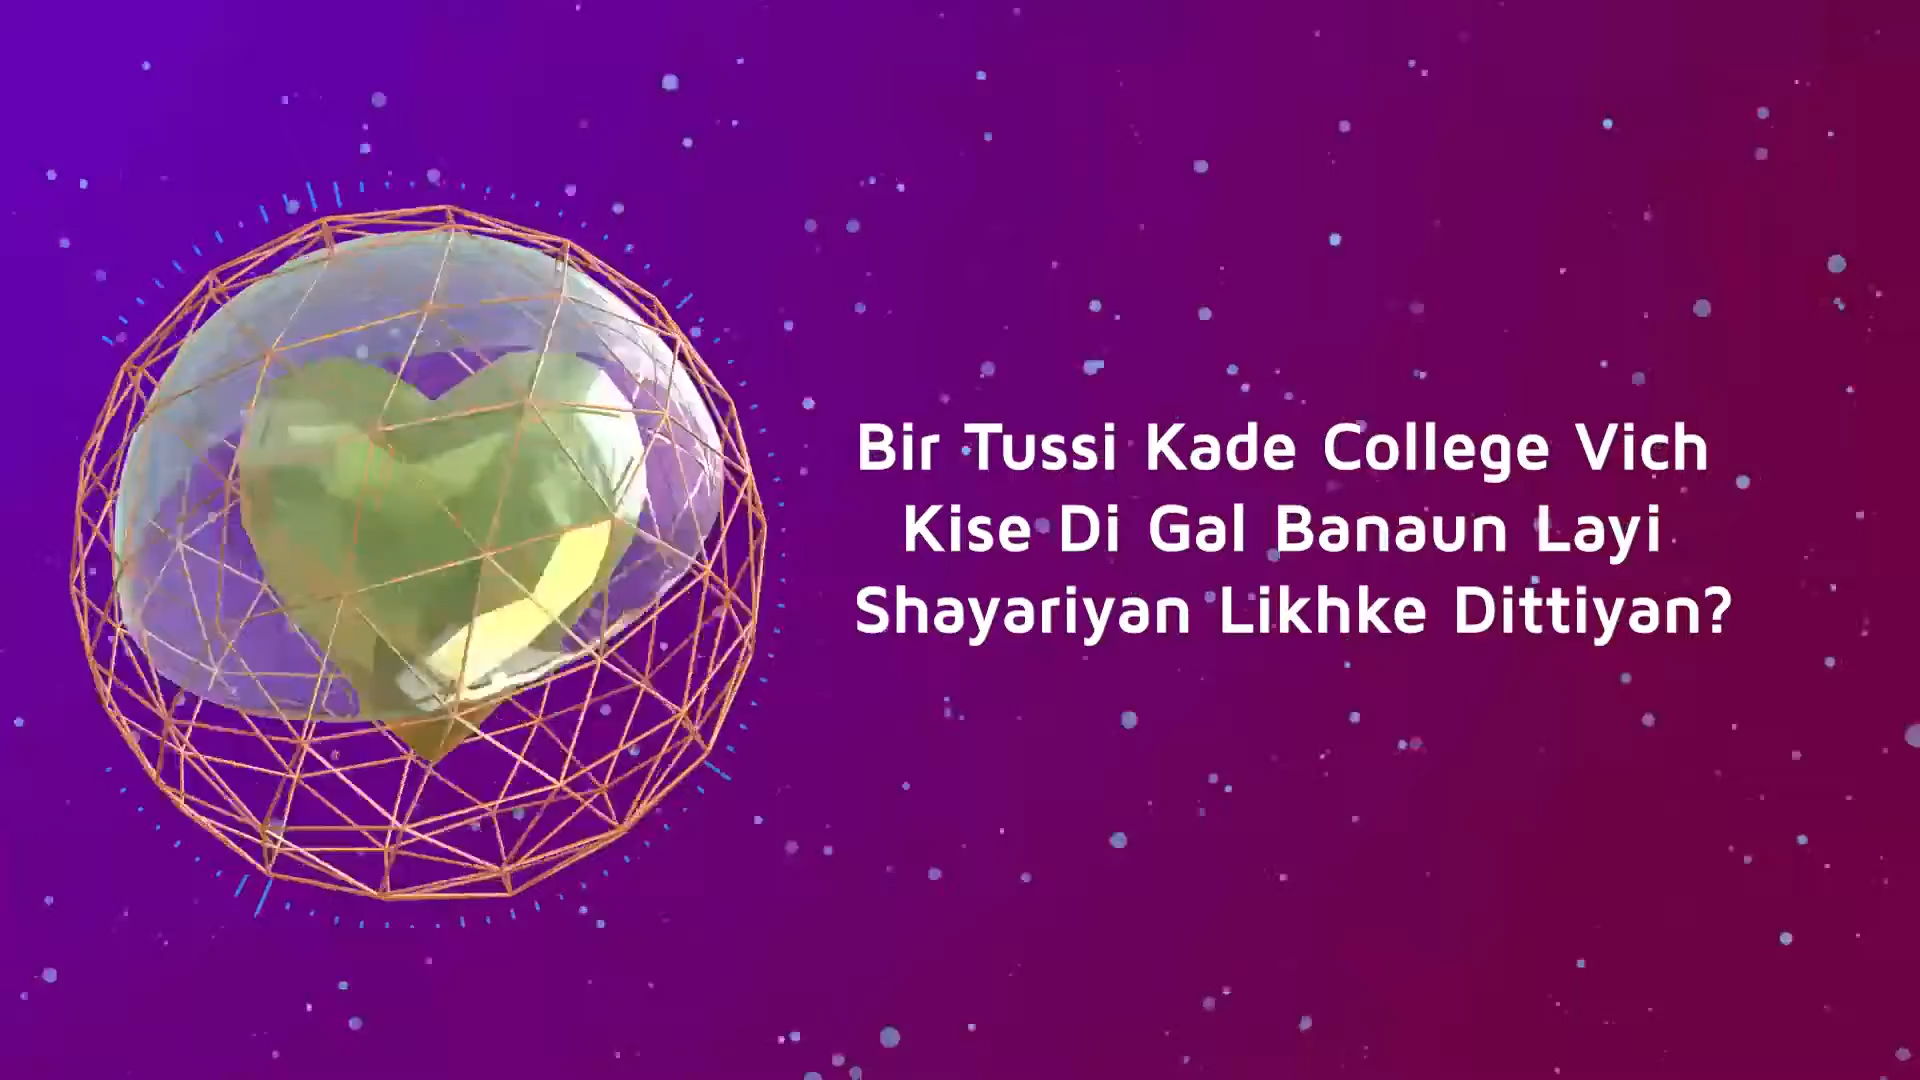 Bir Tussi Kade College Vich
Kise Di Gal Banaun Layi
Shayariyan Likhke Dittiyan?